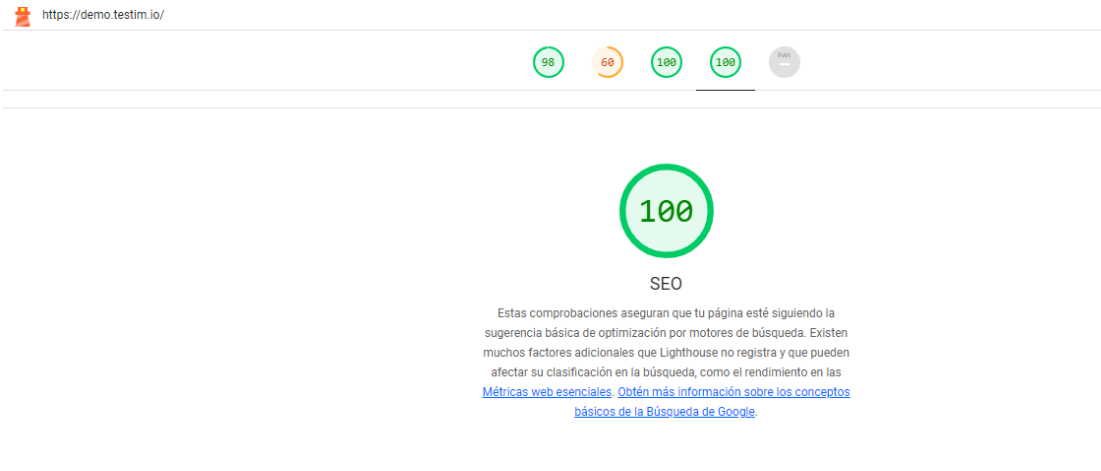 https://demo.testim.io/
98
60
100
100
PWA
100
SEO
Estas comprobaciones aseguran que tu página esté siguiendo la
sugerencia básica de optimización por motores de búsqueda. Existen
muchos factores adicionales que Lighthouse no registra y que pueden
afectar su clasificación en la búsqueda, como el rendimiento en las
Métricas web esenciales. Obtén más información sobre los conceptos
básicos de la Búsqueda de Google.